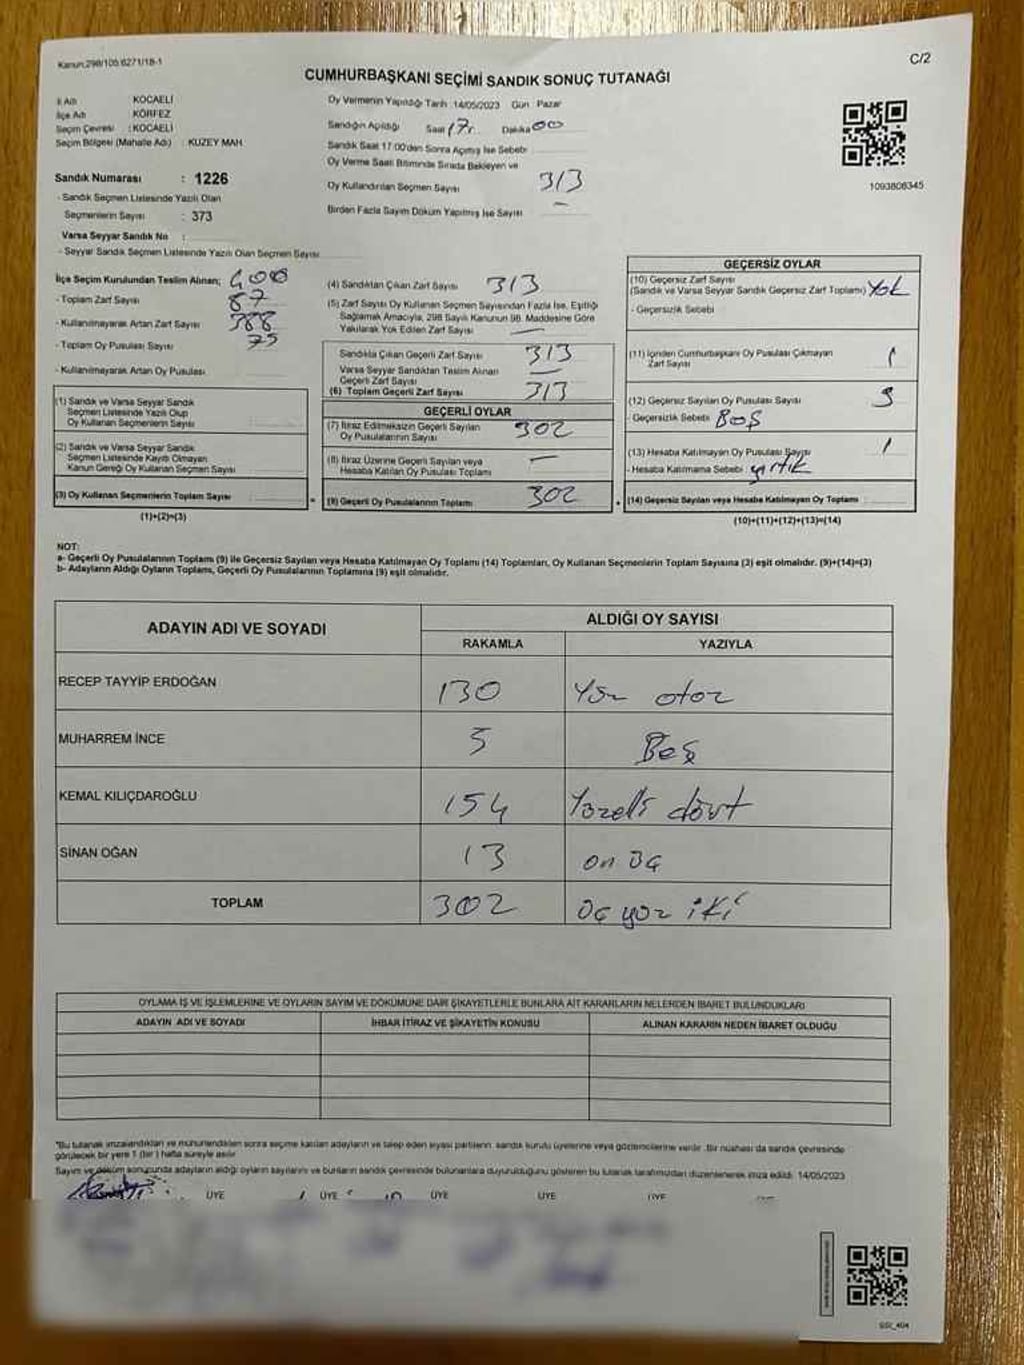 Kanun:298/105:6271/18-1
C/2
CUMHURBAŞKANI SEÇİMİ SANDIK SONUÇ TUTANAĞI
İl Adı KOCAELİ
İlçe Adı KÖRFEZ
Seçim Çevresi : KOCAELİ
Seçim Bölgesi (Mahalle Adı) : KUZEY MAH
Sandık Numarası : 1226
- Sandık Seçmen Listesinde Yazılı Olan
Seçmenlerin Sayısı : 373
Varsa Seyyar Sandık No :
- Seyyar Sandık Seçmen Listesinde Yazılı Olan Seçmen Sayısı
Oy Vermenin Yapıldığı Tarih :14/05/2023 Gün : Pazar
Sandığın Açıldığı Saat 17 Dakika 00
Sandık Saat 17:00'den Sonra Açımış İse Sebebi
Oy Verme Saati Bitiminde Sırada Bekleyen ve
Oy Kullandırılan Seçmen Sayısı 313
Birden Fazla Sayım Döküm Yapılmış İse Sayısı –
1093808345
İlçe Seçim Kurulundan Teslim Alınan; 400
- Toplam Zarf Sayısı 87
- Kullanılmayarak Artan Zarf Sayısı 388
- Toplam Oy Pusulası Sayısı 75
- Kullanılmayarak Artan Oy Pusulası
(1) Sandık ve Varsa Seyyar Sandık
Seçmen Listesinde Yazılı Olup
Oy Kullanan Seçmenlerin Sayısı
(2) Sandık ve Varsa Seyyar Sandık
Seçmen Listesinde Kayıtlı Olmayan
Kanun Gereği Oy Kullanan Seçmen Sayısı
(3) Oy Kullanan Seçmenlerin Toplam Sayısı
(1)+(2)=(3)
(4) Sandıktan Çıkan Zarf Sayısı 313
(5) Zarf Sayısı Oy Kullanan Seçmen Sayısından Fazla İse, Eşitliği
Sağlamak Amacıyla, 298 Sayılı Kanunun 98. Maddesine Göre
Yakılarak Yok Edilen Zarf Sayısı —
Sandıkta Çıkan Geçerli Zarf Sayısı 313
Varsa Seyyar Sandıktan Teslim Alınan
Geçerli Zarf Sayısı —
(6) Toplam Geçerli Zarf Sayısı 313
GEÇERLİ OYLAR
(7) İtiraz Edilmeksizin Geçerli Sayılan
Oy Pusulalarının Sayısı 302
(8) İtiraz Üzerine Geçerli Sayılan veya
Hesaba Katılan Oy Pusulası Toplamı —
(9) Geçerli Oy Pusulalarının Toplamı 302
GEÇERSİZ OYLAR
(10) Geçersiz Zarf Sayısı
(Sandık ve Varsa Seyyar Sandık Geçersiz Zarf Toplamı) YOK
- Geçersizlik Sebebi
(11) İçinden Cumhurbaşkanı Oy Pusulası Çıkmayan
Zarf Sayısı 1
(12) Geçersiz Sayılan Oy Pusulası Sayısı 9
- Geçersizlik Sebebi BOŞ
(13) Hesaba Katılmayan Oy Pusulası Sayısı 1
- Hesaba Katılmama Sebebi yırtık
(14) Geçersiz Sayılan veya Hesaba Katılmayan Oy Toplamı
(10)+(11)+(12)+(13)=(14)
NOT:
a- Geçerli Oy Pusulalarının Toplamı (9) ile Geçersiz Sayılan veya Hesaba Katılmayan Oy Toplamı (14) Toplamları, Oy Kullanan Seçmenlerin Toplam Sayısına (3) eşit olmalıdır. (9)+(14)=(3)
b- Adayların Aldığı Oyların Toplamı, Geçerli Oy Pusulalarının Toplamına (9) eşit olmalıdır.
ADAYIN ADI VE SOYADI
ALDIĞI OY SAYISI
RAKAMLA YAZIYLA
RECEP TAYYİP ERDOĞAN 130 Yüz otuz
MUHARREM İNCE 5 Beş
KEMAL KILIÇDAROĞLU 154 Yüzelli dört
SİNAN OĞAN 13 on üç
TOPLAM 302 üç yüz iki
OYLAMA İŞ VE İŞLEMLERİNE VE OYLARIN SAYIM VE DÖKÜMÜNE DAİR ŞİKAYETLERLE BUNLARA AİT KARARLARIN NELERDEN İBARET BULUNDUKLARI
ADAYIN ADI VE SOYADI İHBAR İTİRAZ VE ŞİKAYETİN KONUSU ALINAN KARARIN NEDEN İBARET OLDUĞU
*Bu tutanak imzalandıktan ve mühürlendikten sonra seçime katılan adayların ve talep eden siyasi partilerin sandık kurulu üyelerine veya gözlemcilerine verilir. Bir nüshası da sandık çevresinde
görülecek bir yere 1 (bir) hafta süreyle asılır
Sayım ve döküm sonucunda adayların aldığı oyların sayılarını ve bunların sandık çevresinde bulunanlara duyurulduğunu gösteren bu tutanak tarafımızdan düzenlenerek imza edildi. 14/05/2023
ÜYE ÜYE ÜYE ÜYE ÜYE